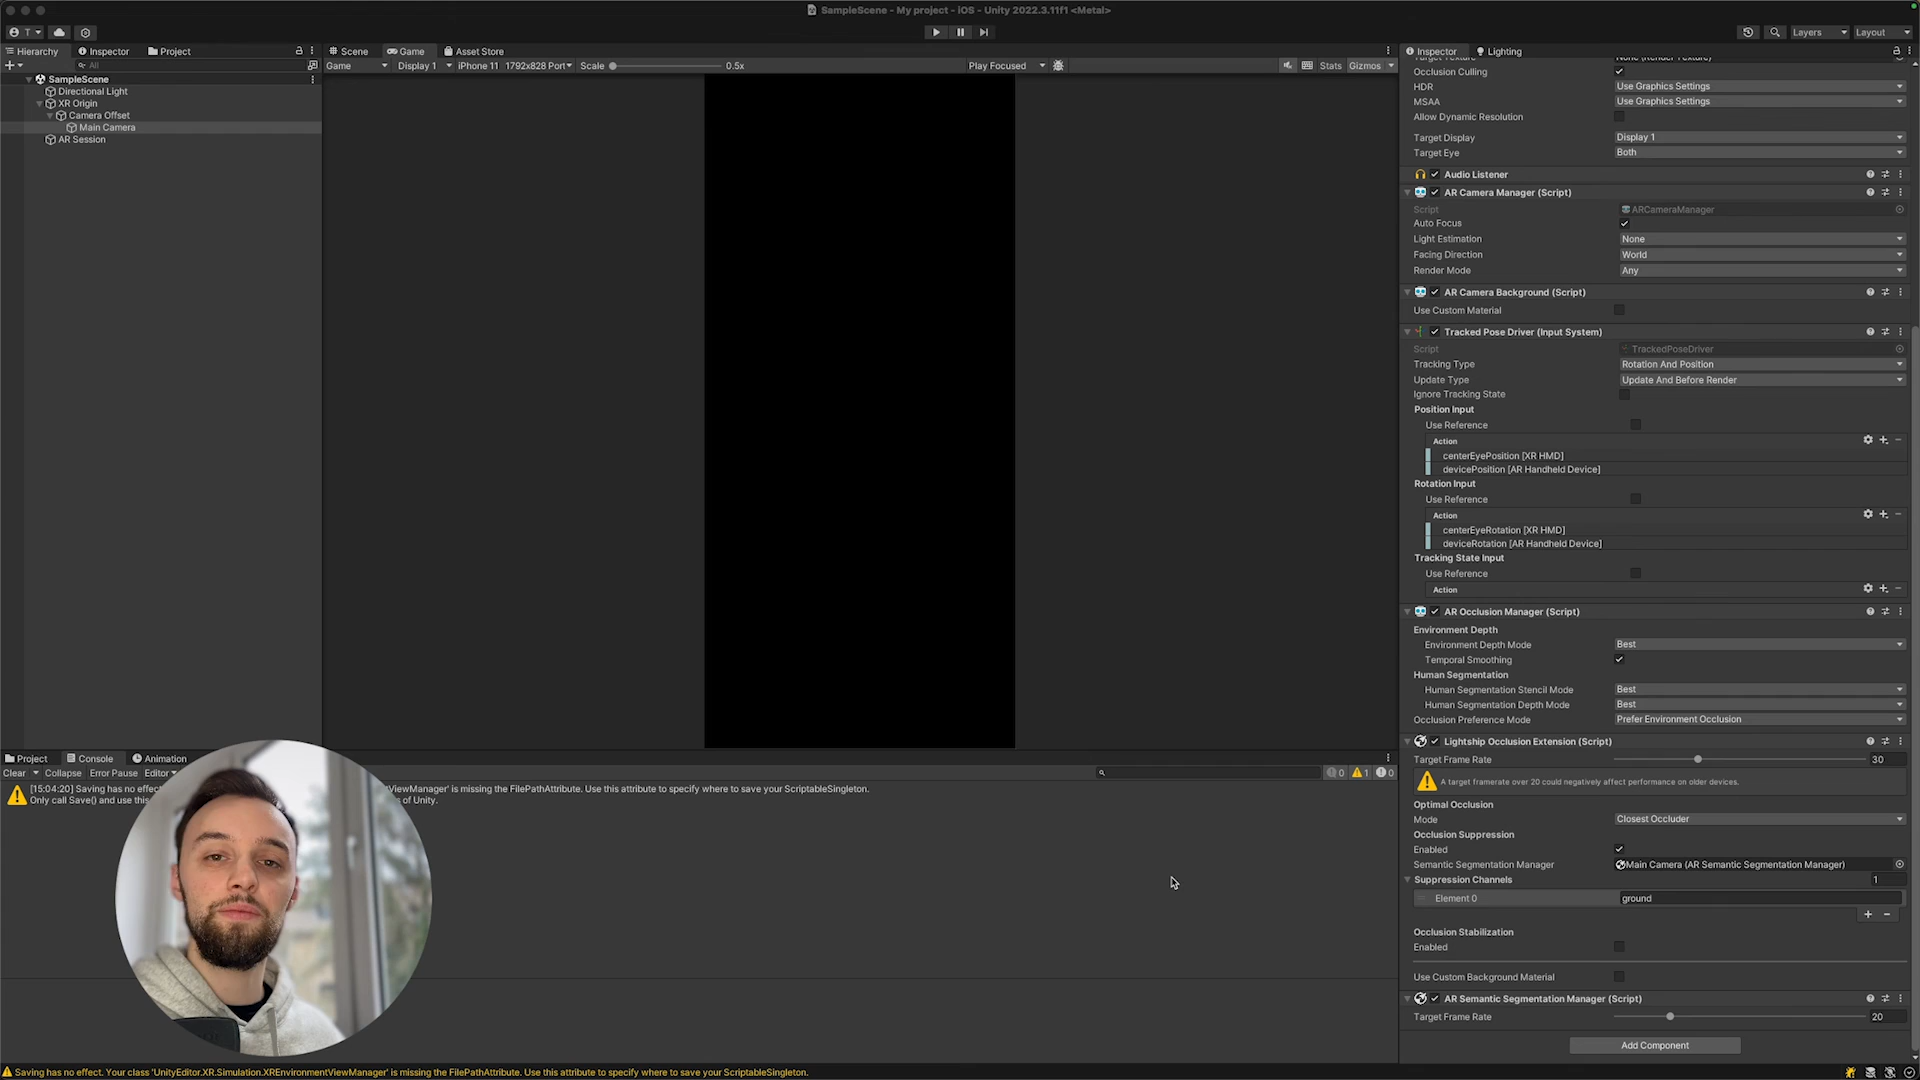 SampleScene - My project - iOS - Unity 2022.3.11f1 <Metal>
T
Layers
Layout
Hierarchy
Inspector
Project
Scene
Game
Asset Store
Inspector
Lighting
All
Game
Display 1
iPhone 11 1792x828 Port
Scale
0.5x
Play Focused
Stats
Gizmos
SampleScene
Directional Light
XR Origin
Camera Offset
Main Camera
AR Session
Occlusion Culling
HDR
Use Graphics Settings
MSAA
Use Graphics Settings
Allow Dynamic Resolution
Target Display
Display 1
Target Eye
Both
Audio Listener
AR Camera Manager (Script)
Script
ARCameraManager
Auto Focus
Light Estimation
None
Facing Direction
World
Render Mode
Any
AR Camera Background (Script)
Use Custom Material
Tracked Pose Driver (Input System)
Script
TrackedPoseDriver
Tracking Type
Rotation And Position
Update Type
Update And Before Render
Ignore Tracking State
Position Input
Use Reference
Action
centerEyePosition [XR HMD]
devicePosition [AR Handheld Device]
Rotation Input
Use Reference
Action
centerEyeRotation [XR HMD]
deviceRotation [AR Handheld Device]
Tracking State Input
Use Reference
Action
AR Occlusion Manager (Script)
Environment Depth
Environment Depth Mode
Best
Temporal Smoothing
Human Segmentation
Human Segmentation Stencil Mode
Best
Human Segmentation Depth Mode
Best
Occlusion Preference Mode
Prefer Environment Occlusion
Lightship Occlusion Extension (Script)
Target Frame Rate
30
A target framerate over 20 could negatively affect performance on older devices.
Optimal Occlusion
Mode
Closest Occluder
Occlusion Suppression
Enabled
Semantic Segmentation Manager
Main Camera (AR Semantic Segmentation Manager)
Suppression Channels
1
Element 0
ground
Occlusion Stabilization
Enabled
Use Custom Background Material
AR Semantic Segmentation Manager (Script)
Target Frame Rate
20
Add Component
Project
Console
Animation
Clear
Collapse
Error Pause
Editor
0
1
0
[15:04:20] Saving has no effec
ViewManager' is missing the FilePathAttribute. Use this attribute to specify where to save your ScriptableSingleton.
Only call Save() and use this
s of Unity.
Saving has no effect. Your class 'UnityEditor.XR.Simulation.XREnvironmentViewManager' is missing the FilePathAttribute. Use this attribute to specify where to save your ScriptableSingleton.